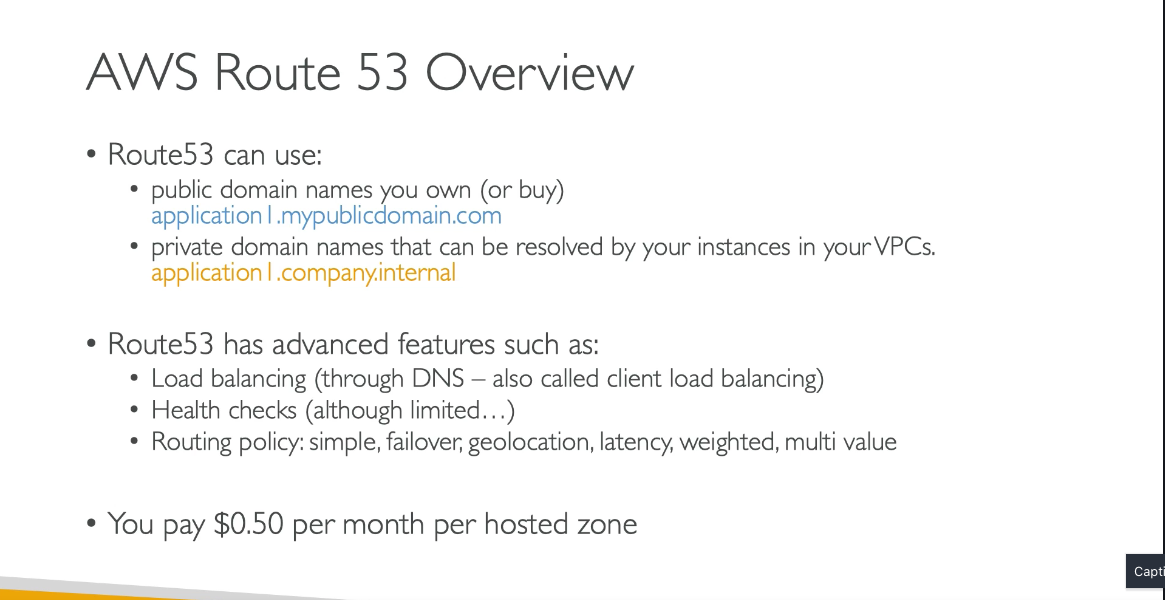 AWS Route 53 Overview
• Route53 can use:
• public domain names you own (or buy)
application1.mypublicdomain.com
• private domain names that can be resolved by your instances in your VPCs.
application1.company.internal
• Route53 has advanced features such as:
• Load balancing (through DNS – also called client load balancing)
• Health checks (although limited…)
• Routing policy: simple, failover, geolocation, latency, weighted, multi value
• You pay $0.50 per month per hosted zone
Capti